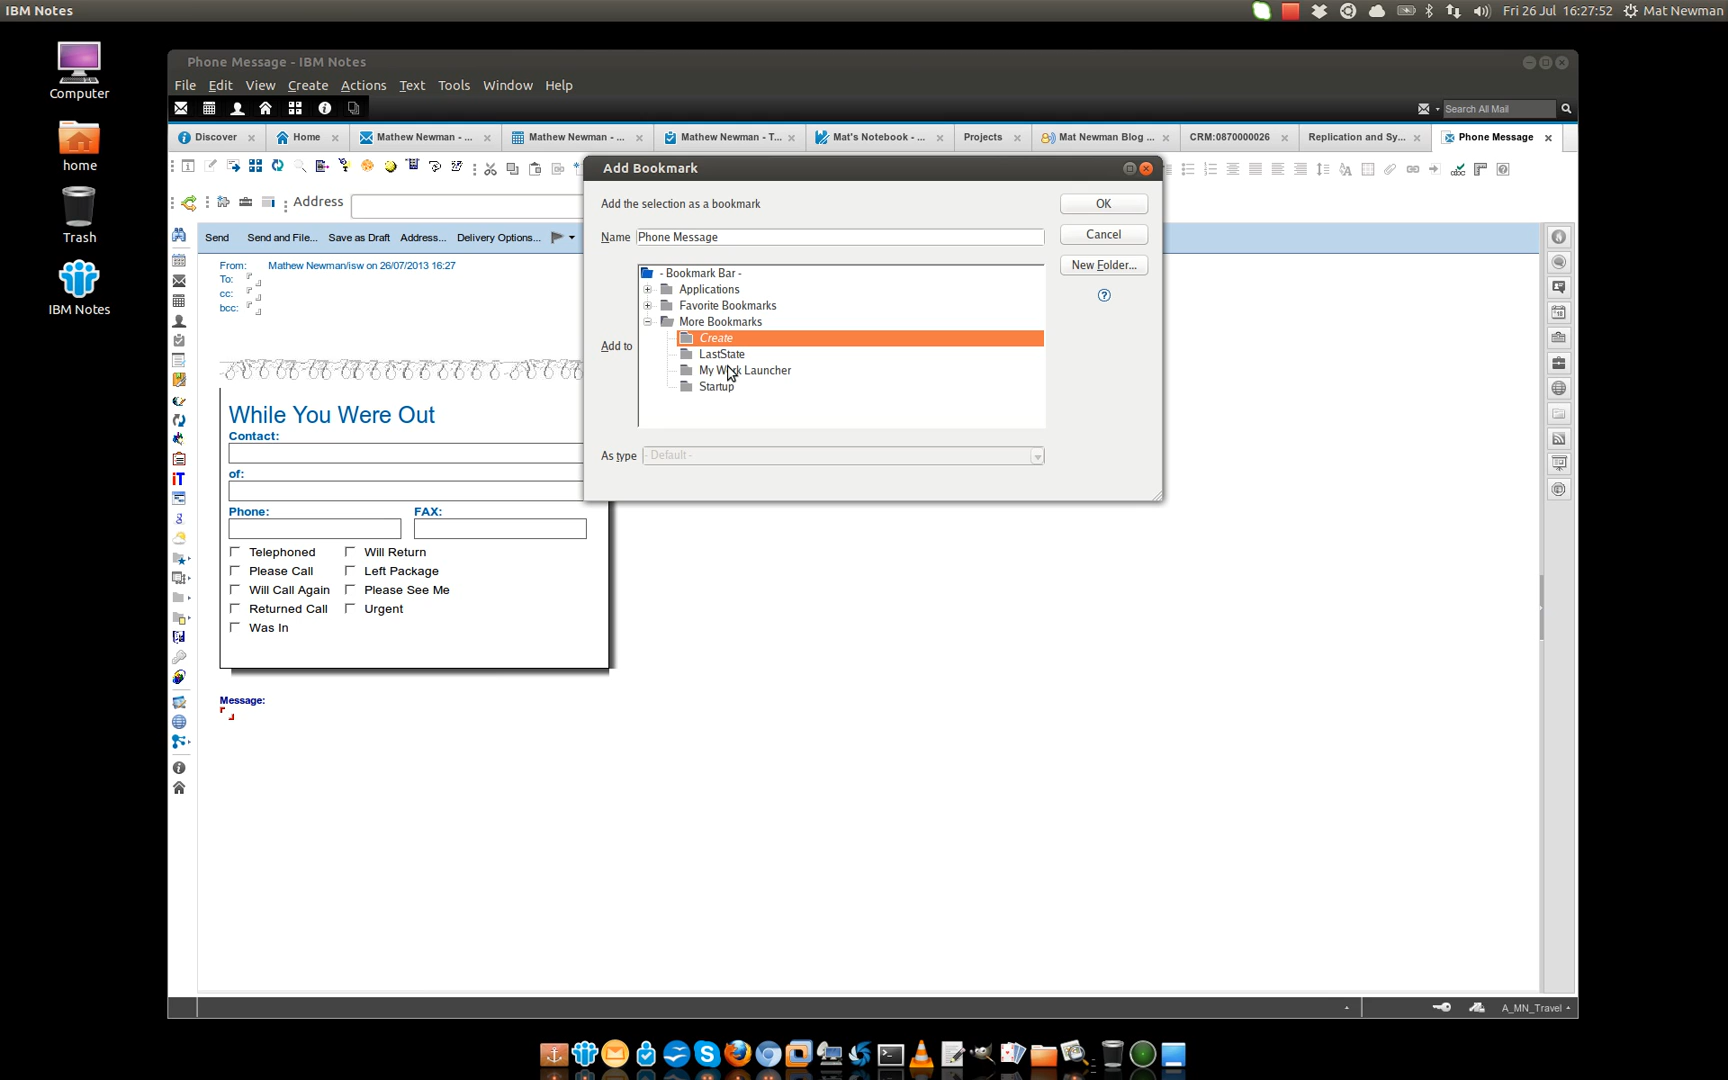 IBM Notes
Fri 26 Jul 16:27:52 Mat Newman
Computer
home
Trash
IBM Notes
Phone Message - IBM Notes
File Edit View Create Actions Text Tools Window Help
Search All Mail
Discover Home Mathew Newman - ... Mathew Newman - ... Mathew Newman - T... Mat's Notebook - ... Projects Mat Newman Blog ... CRM:0870000026 Replication and Sy... Phone Message
Address
Send Send and File... Save as Draft Address... Delivery Options...
From: Mathew Newman/isw on 26/07/2013 16:27
To:
cc:
bcc:
While You Were Out
Contact:
of:
Phone: FAX:
Telephoned Will Return
Please Call Left Package
Will Call Again Please See Me
Returned Call Urgent
Was In
Message:
Add Bookmark
Add the selection as a bookmark
OK
Name Phone Message
Cancel
New Folder...
Add to
- Bookmark Bar -
Applications
Favorite Bookmarks
More Bookmarks
Create
LastState
My Work Launcher
Startup
As type - Default -
A_MN_Travel